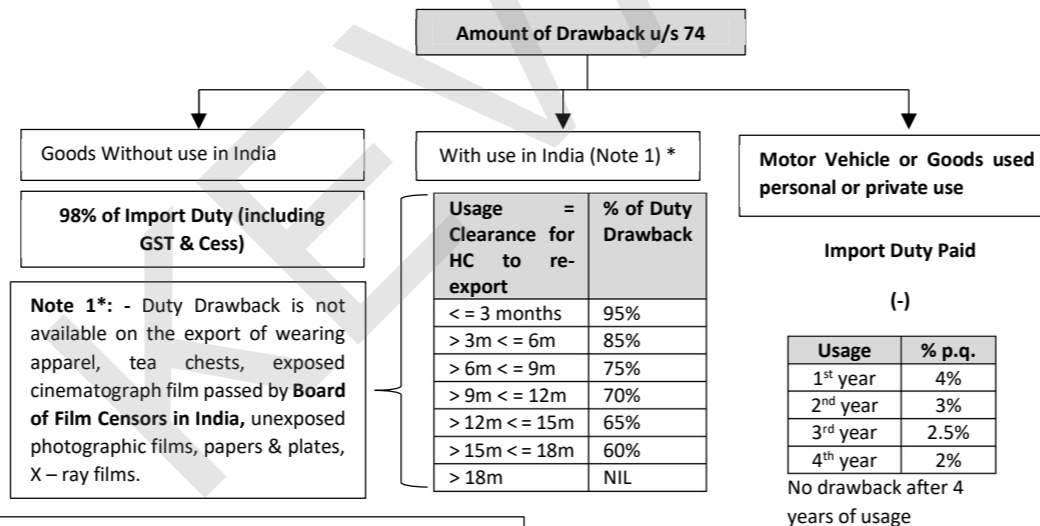 Amount of Drawback u/s 74
Goods Without use in India
98% of Import Duty (including
GST & Cess)
Note 1*: - Duty Drawback is not
available on the export of wearing
apparel, tea chests, exposed
cinematograph film passed by Board
of Film Censors in India, unexposed
photographic films, papers & plates,
X – ray films.
With use in India (Note 1) *
Usage = Clearance for HC to re-export % of Duty Drawback
< = 3 months 95%
> 3m < = 6m 85%
> 6m < = 9m 75%
> 9m < = 12m 70%
> 12m < = 15m 65%
> 15m < = 18m 60%
> 18m NIL
Motor Vehicle or Goods used
personal or private use
Import Duty Paid
(-)
Usage % p.q.
1st year 4%
2nd year 3%
3rd year 2.5%
4th year 2%
No drawback after 4
years of usage